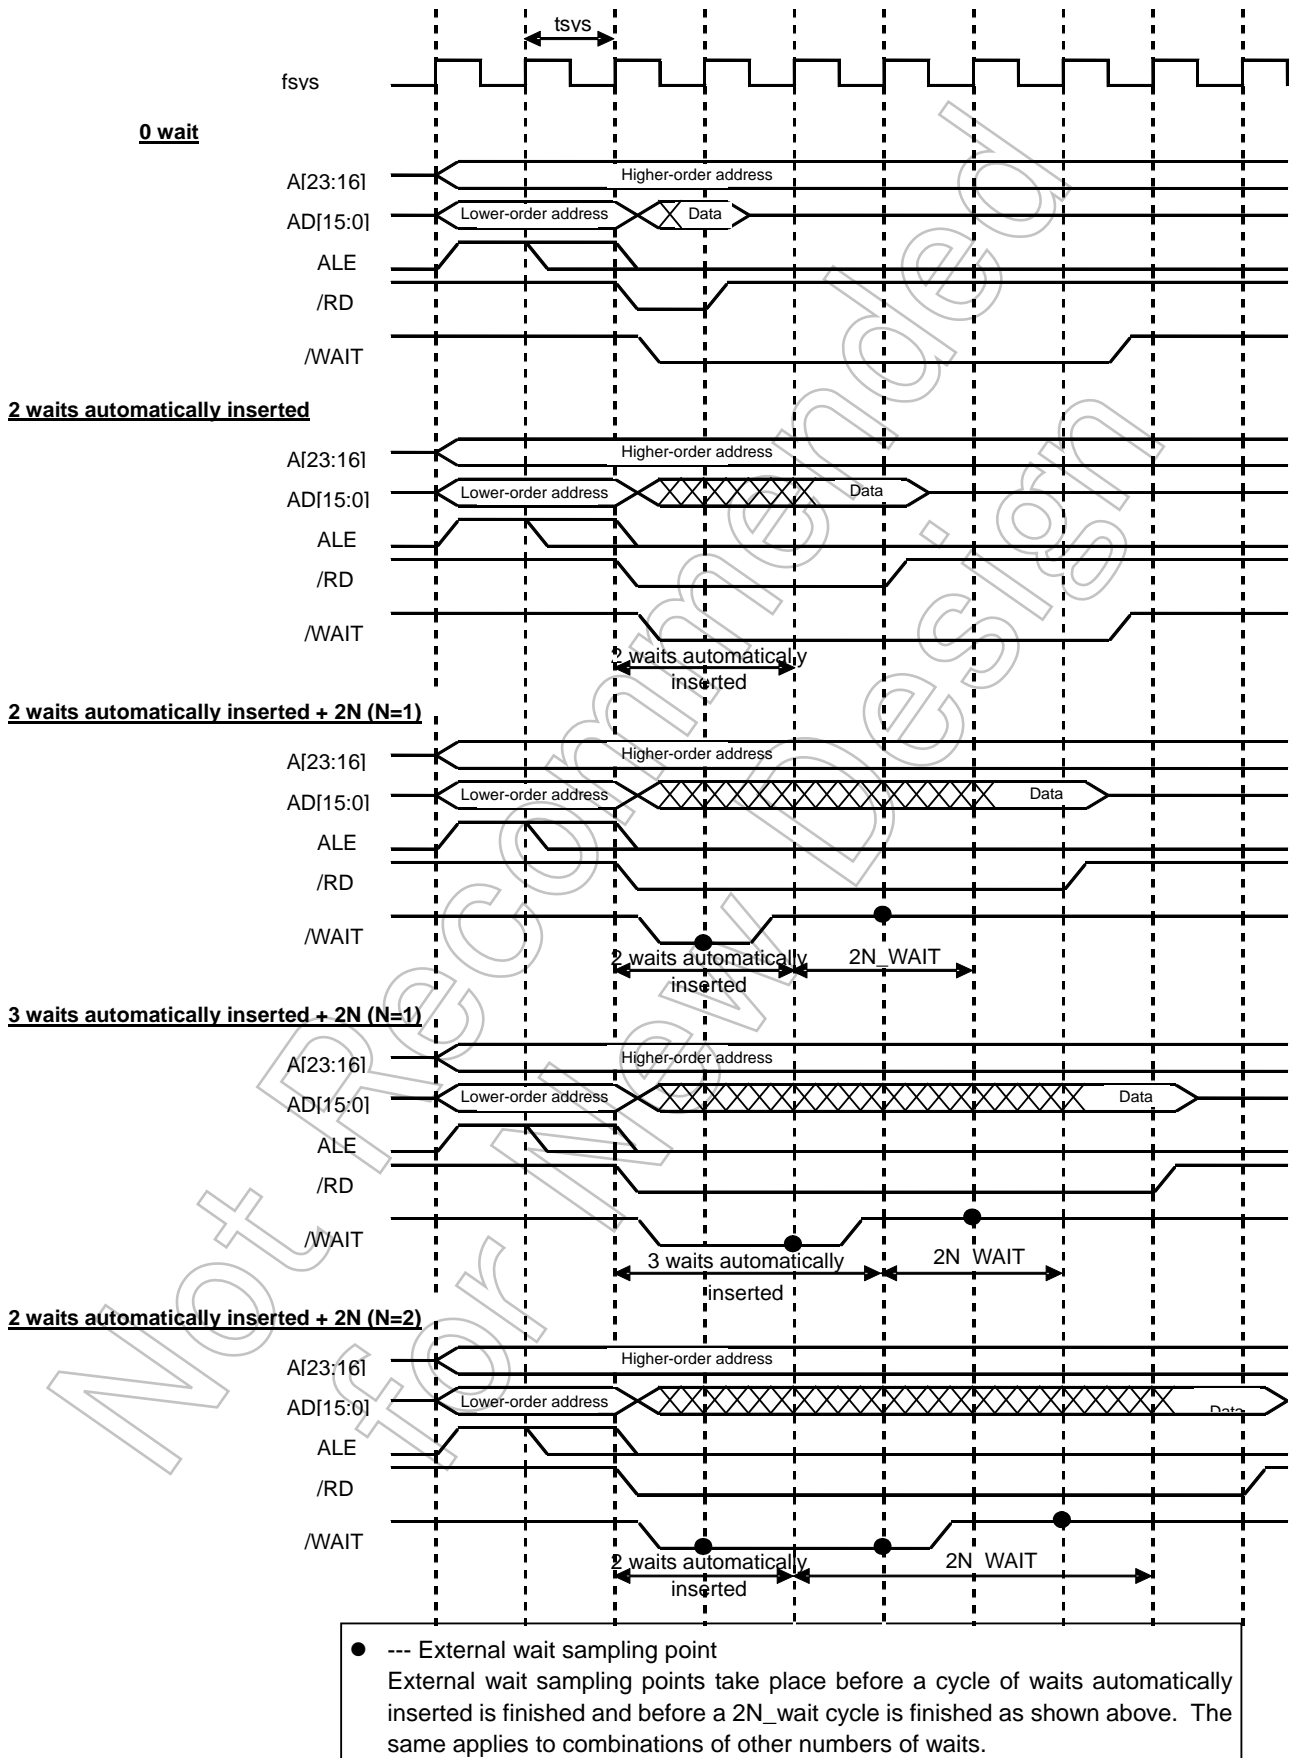 tsys
fsys
0 wait
A[23:16]
Higher-order address
AD[15:0]
Lower-order address
Data
ALE
/RD
/WAIT
2 waits automatically inserted
A[23:16]
Higher-order address
AD[15:0]
Lower-order address
Data
ALE
/RD
/WAIT
2 waits automatically
inserted
2 waits automatically inserted + 2N (N=1)
A[23:16]
Higher-order address
AD[15:0]
Lower-order address
Data
ALE
/RD
/WAIT
2 waits automatically
inserted
2N_WAIT
3 waits automatically inserted + 2N (N=1)
A[23:16]
Higher-order address
AD[15:0]
Lower-order address
Data
ALE
/RD
/WAIT
3 waits automatically
inserted
2N_WAIT
2 waits automatically inserted + 2N (N=2)
A[23:16]
Higher-order address
AD[15:0]
Lower-order address
Data
ALE
/RD
/WAIT
2 waits automatically
inserted
2N_WAIT
● --- External wait sampling point
External wait sampling points take place before a cycle of waits automatically
inserted is finished and before a 2N_wait cycle is finished as shown above. The
same applies to combinations of other numbers of waits.
Not Recommended
for New Design